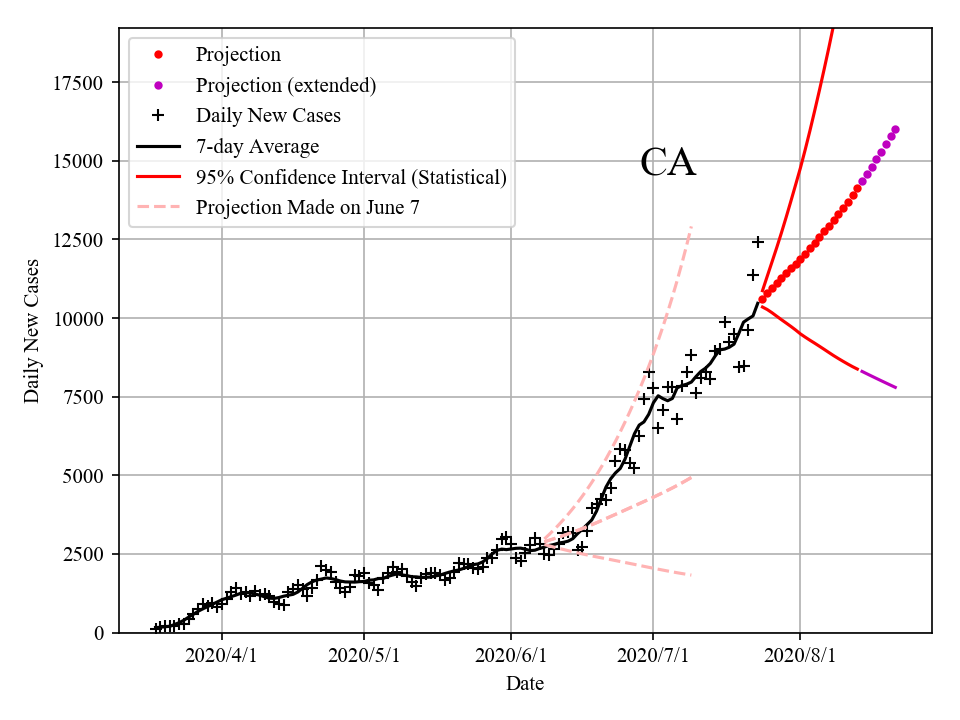 Projection
Projection (extended)
Daily New Cases
7-day Average
95% Confidence Interval (Statistical)
Projection Made on June 7
CA
17500
15000
12500
10000
7500
5000
2500
0
Daily New Cases
2020/4/1 2020/5/1 2020/6/1 2020/7/1 2020/8/1
Date